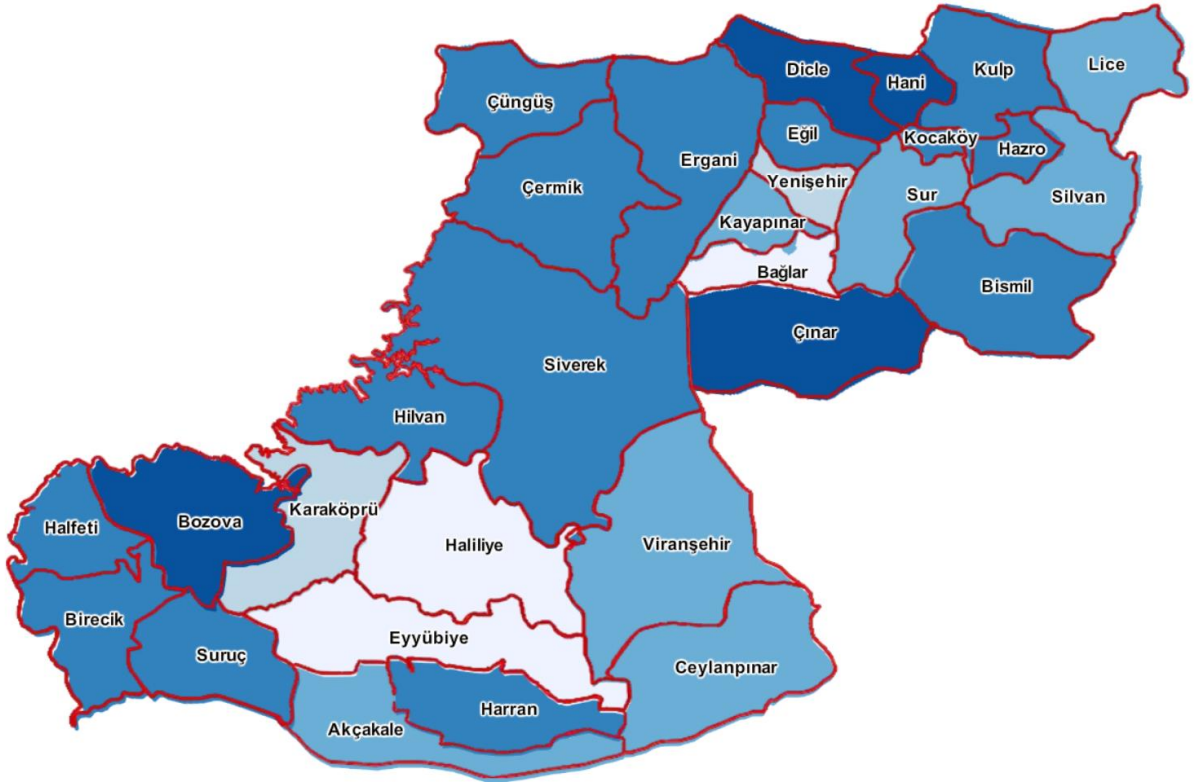 Dicle
Hani
Kulp
Lice
Çüngüş
Eğil
Kocaköy
Hazro
Ergani
Çermik
Yenişehir
Sur
Silvan
Kayapınar
Bağlar
Bismil
Çınar
Siverek
Hilvan
Karaköprü
Halfeti
Bozova
Haliliye
Viranşehir
Birecik
Eyyübiye
Suruç
Ceylanpınar
Harran
Akçakale